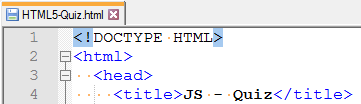 HTML5-Quiz.html
1 <!DOCTYPE HTML>
2 <html>
3 <head>
4 <title>JS - Quiz</title>